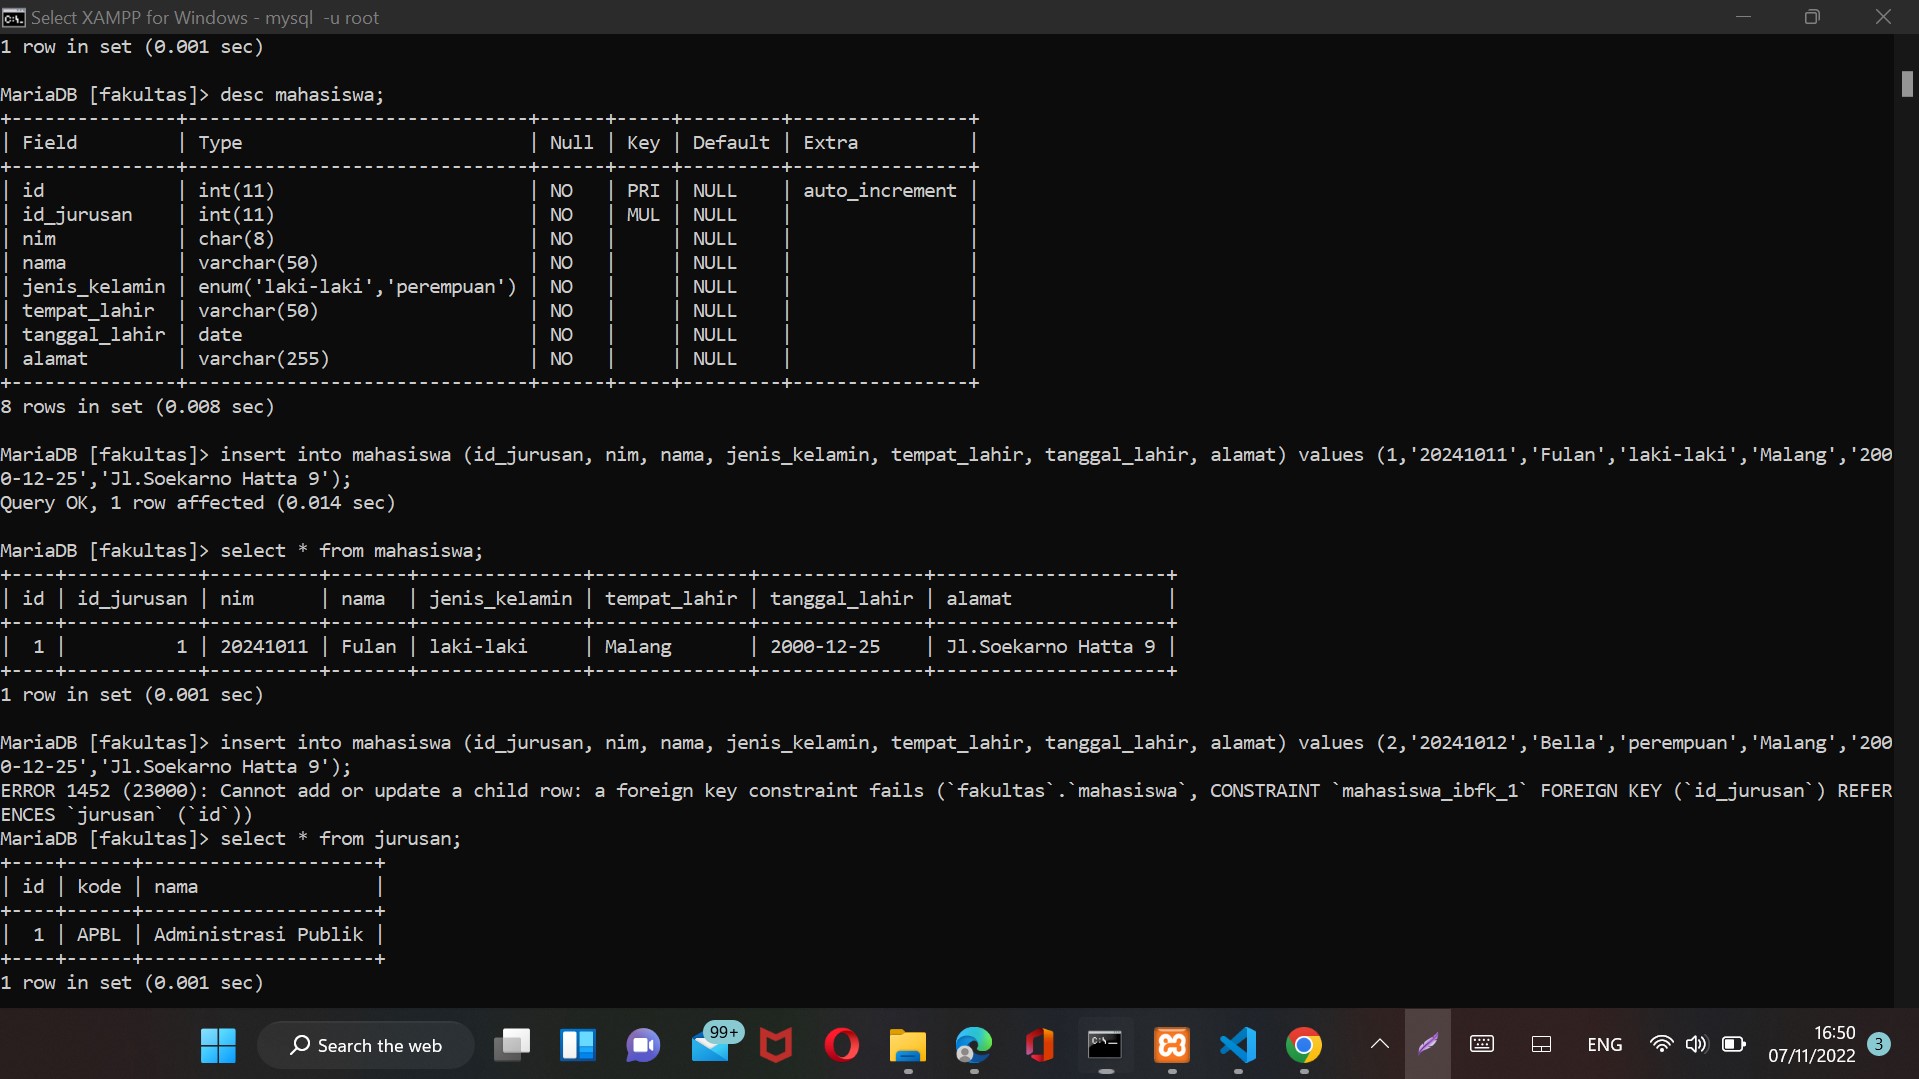 Select XAMPP for Windows - mysql  -u root
1 row in set (0.001 sec)
MariaDB [fakultas]> desc mahasiswa;
+---------------+-------------------------------+------+-----+---------+----------------+
| Field         | Type                          | Null | Key | Default | Extra          |
+---------------+-------------------------------+------+-----+---------+----------------+
| id            | int(11)                       | NO   | PRI | NULL    | auto_increment |
| id_jurusan    | int(11)                       | NO   | MUL | NULL    |                |
| nim           | char(8)                       | NO   |     | NULL    |                |
| nama          | varchar(50)                   | NO   |     | NULL    |                |
| jenis_kelamin | enum('laki-laki','perempuan') | NO   |     | NULL    |                |
| tempat_lahir  | varchar(50)                   | NO   |     | NULL    |                |
| tanggal_lahir | date                          | NO   |     | NULL    |                |
| alamat        | varchar(255)                  | NO   |     | NULL    |                |
+---------------+-------------------------------+------+-----+---------+----------------+
8 rows in set (0.008 sec)
MariaDB [fakultas]> insert into mahasiswa (id_jurusan, nim, nama, jenis_kelamin, tempat_lahir, tanggal_lahir, alamat) values (1,'20241011','Fulan','laki-laki','Malang','200
0-12-25','Jl.Soekarno Hatta 9');
Query OK, 1 row affected (0.014 sec)
MariaDB [fakultas]> select * from mahasiswa;
+----+------------+----------+-------+---------------+--------------+---------------+---------------------+
| id | id_jurusan | nim      | nama  | jenis_kelamin | tempat_lahir | tanggal_lahir | alamat              |
+----+------------+----------+-------+---------------+--------------+---------------+---------------------+
|  1 |          1 | 20241011 | Fulan | laki-laki     | Malang       | 2000-12-25    | Jl.Soekarno Hatta 9 |
+----+------------+----------+-------+---------------+--------------+---------------+---------------------+
1 row in set (0.001 sec)
MariaDB [fakultas]> insert into mahasiswa (id_jurusan, nim, nama, jenis_kelamin, tempat_lahir, tanggal_lahir, alamat) values (2,'20241012','Bella','perempuan','Malang','200
0-12-25','Jl.Soekarno Hatta 9');
ERROR 1452 (23000): Cannot add or update a child row: a foreign key constraint fails (`fakultas`.`mahasiswa`, CONSTRAINT `mahasiswa_ibfk_1` FOREIGN KEY (`id_jurusan`) REFER
ENCES `jurusan` (`id`))
MariaDB [fakultas]> select * from jurusan;
+----+------+---------------------+
| id | kode | nama                |
+----+------+---------------------+
|  1 | APBL | Administrasi Publik |
+----+------+---------------------+
1 row in set (0.001 sec)
Search the web
99+
ENG
16:50
07/11/2022
3